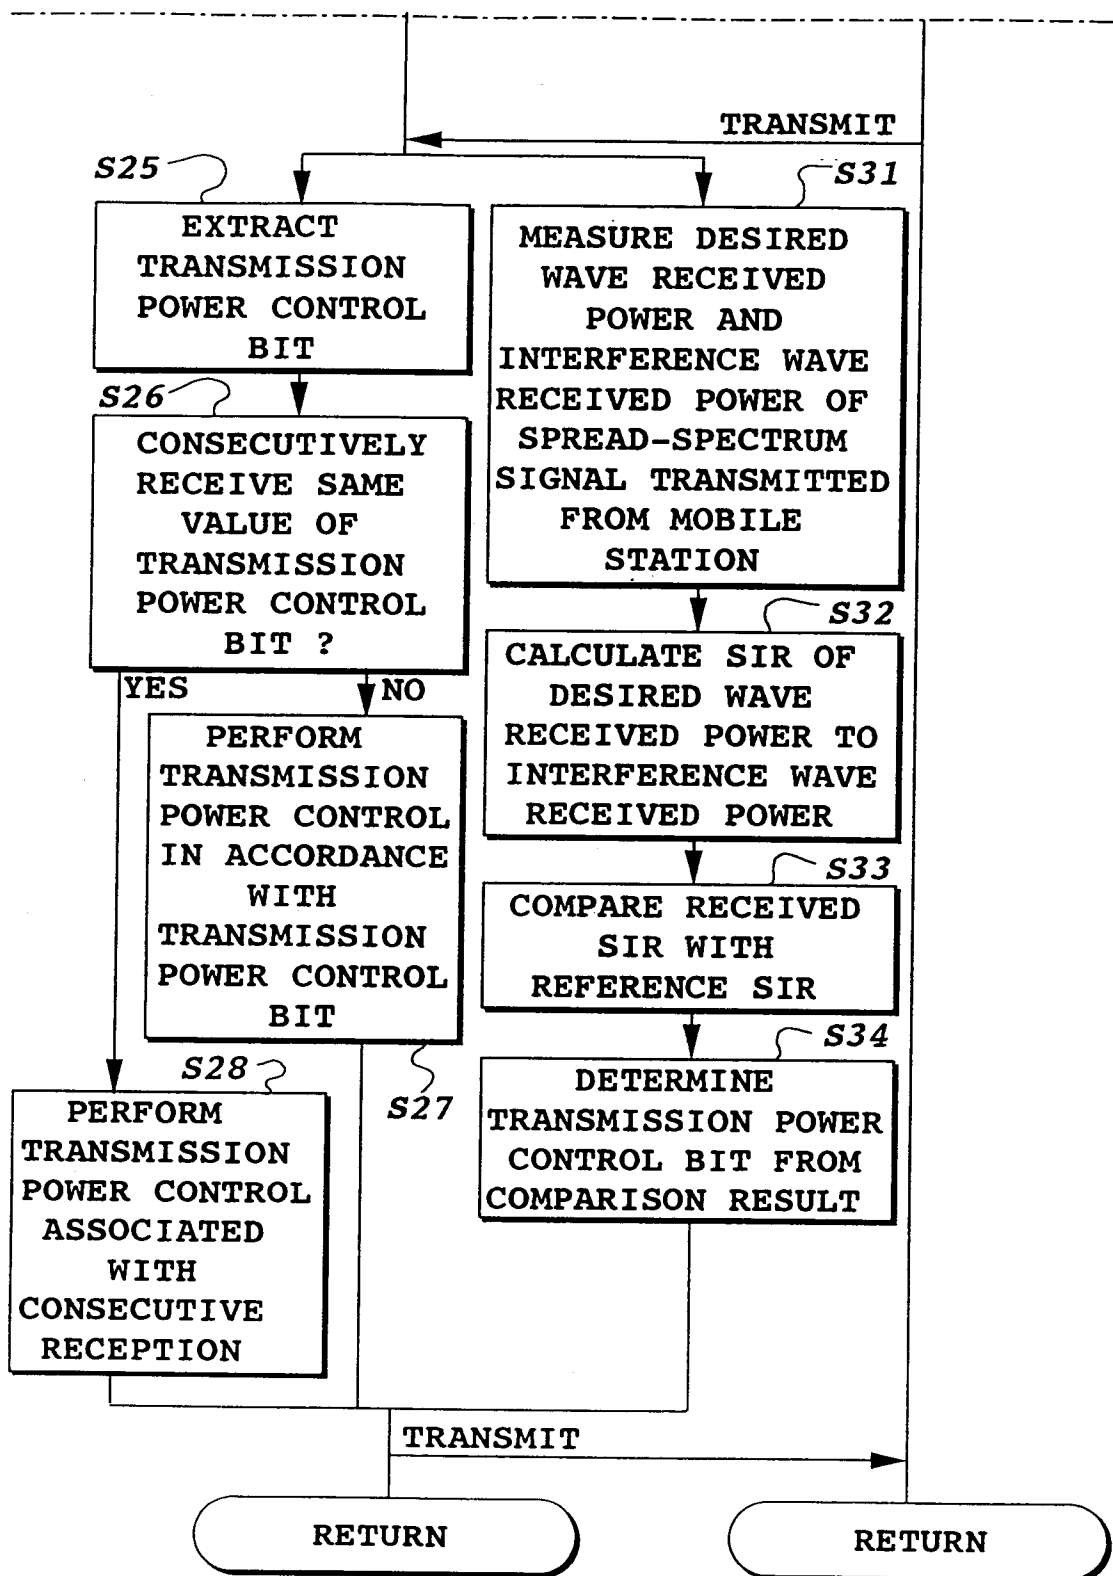 TRANSMIT
S25
EXTRACT
TRANSMISSION
POWER CONTROL
BIT
S26
CONSECUTIVELY
RECEIVE SAME
VALUE OF
TRANSMISSION
POWER CONTROL
BIT ?
YES
NO
PERFORM
TRANSMISSION
POWER CONTROL
IN ACCORDANCE
WITH
TRANSMISSION
POWER CONTROL
BIT
S27
S28
PERFORM
TRANSMISSION
POWER CONTROL
ASSOCIATED
WITH
CONSECUTIVE
RECEPTION
S31
MEASURE DESIRED
WAVE RECEIVED
POWER AND
INTERFERENCE WAVE
RECEIVED POWER OF
SPREAD-SPECTRUM
SIGNAL TRANSMITTED
FROM MOBILE
STATION
S32
CALCULATE SIR OF
DESIRED WAVE
RECEIVED POWER TO
INTERFERENCE WAVE
RECEIVED POWER
S33
COMPARE RECEIVED
SIR WITH
REFERENCE SIR
S34
DETERMINE
TRANSMISSION POWER
CONTROL BIT FROM
COMPARISON RESULT
TRANSMIT
RETURN
RETURN